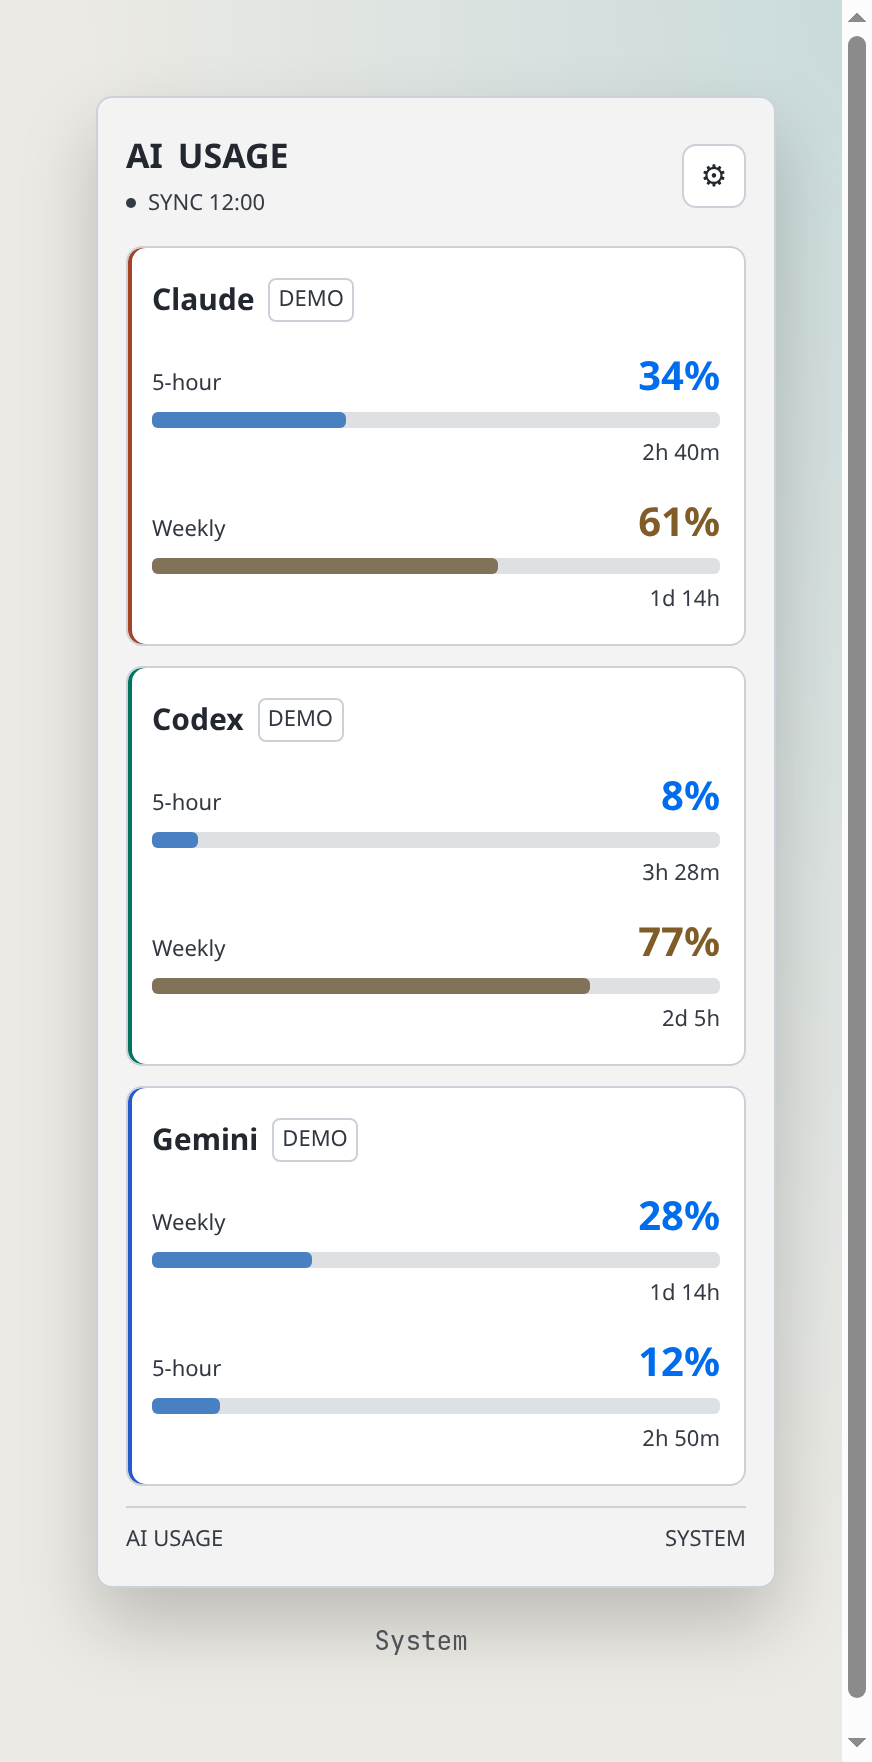 AI USAGE
SYNC 12:00
⚙
Claude DEMO
5-hour 34%
2h 40m
Weekly 61%
1d 14h
Codex DEMO
5-hour 8%
3h 28m
Weekly 77%
2d 5h
Gemini DEMO
Weekly 28%
1d 14h
5-hour 12%
2h 50m
AI USAGE SYSTEM
System